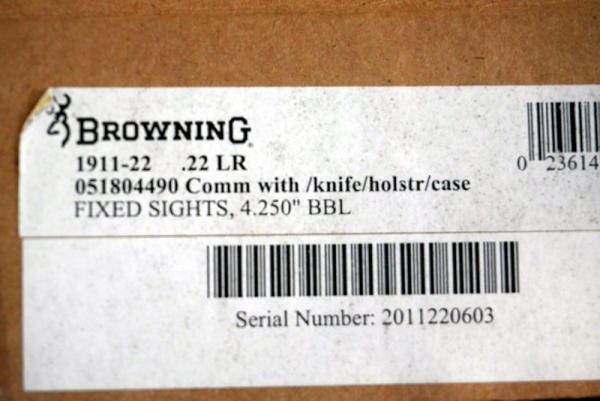 BROWNING
1911-22 .22 LR
051804490 Comm with /knife/holstr/case
FIXED SIGHTS, 4.250" BBL
0 23614
Serial Number: 2011220603